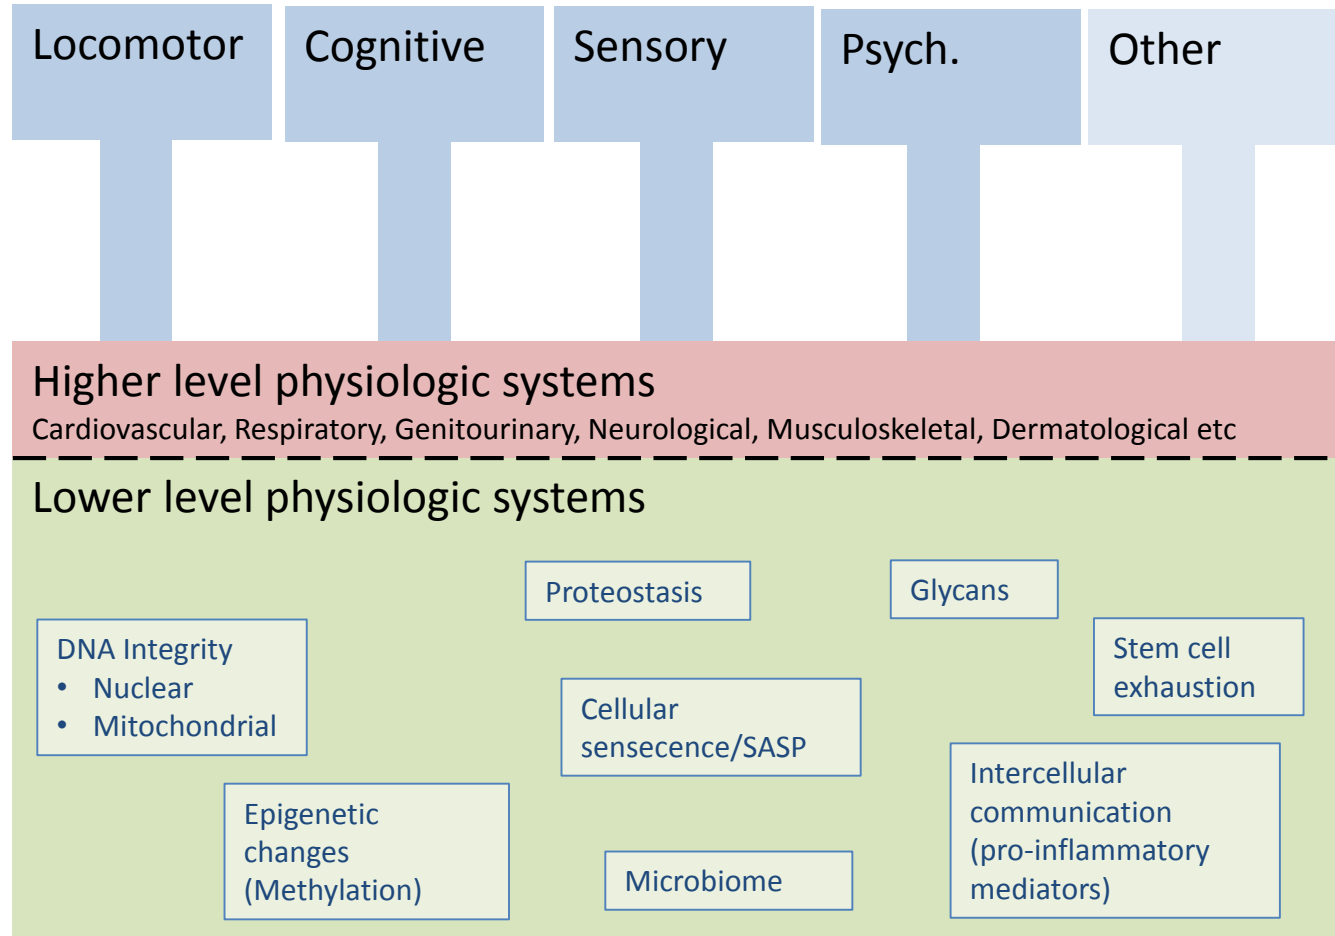 Locomotor
Cognitive
Sensory
Psych.
Other
Higher level physiologic systems
Cardiovascular, Respiratory, Genitourinary, Neurological, Musculoskeletal, Dermatological etc
Lower level physiologic systems
Proteostasis
Glycans
DNA Integrity
• Nuclear
• Mitochondrial
Stem cell
exhaustion
Cellular
sensecence/SASP
Intercellular
communication
(pro-inflammatory
mediators)
Epigenetic
changes
(Methylation)
Microbiome